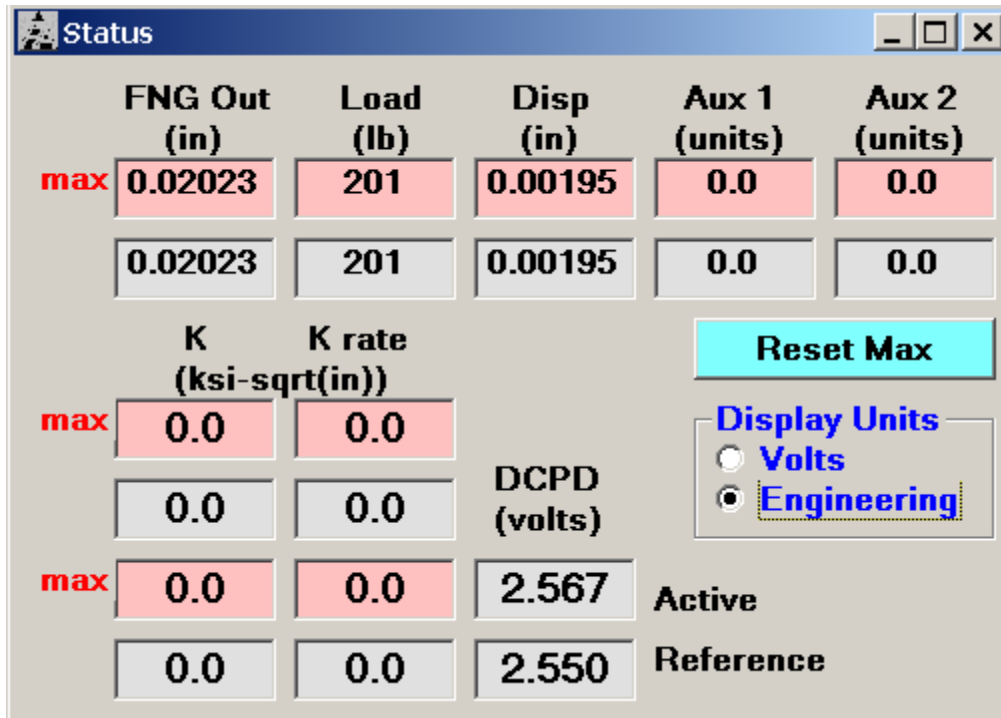 Status
FNG Out Load Disp Aux 1 Aux 2
(in) (lb) (in) (units) (units)
max 0.02023 201 0.00195 0.0 0.0
0.02023 201 0.00195 0.0 0.0
K K rate
(ksi-sqrt(in))
Reset Max
max 0.0 0.0
Display Units
Volts
Engineering
DCPD
(volts)
0.0 0.0
max 0.0 0.0 2.567 Active
0.0 0.0 2.550 Reference